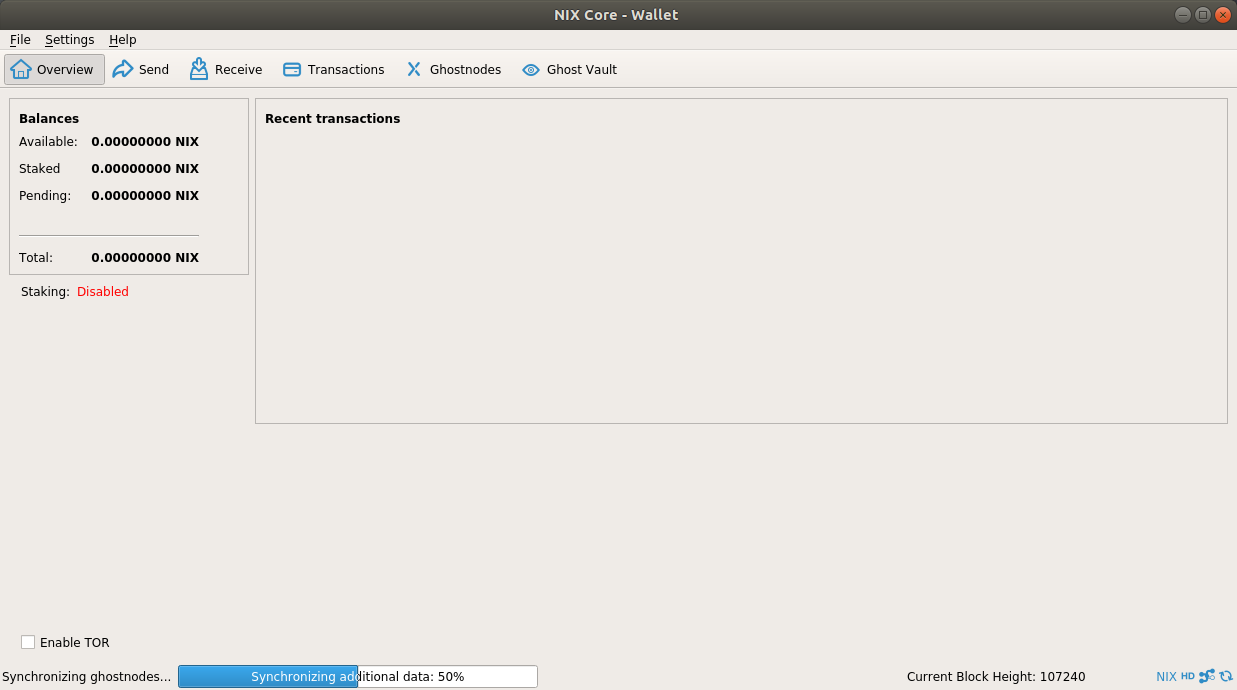 NIX Core - Wallet
File Settings Help
Overview Send Receive Transactions Ghostnodes Ghost Vault
Balances
Available: 0.00000000 NIX
Staked 0.00000000 NIX
Pending: 0.00000000 NIX
Total: 0.00000000 NIX
Staking: Disabled
Recent transactions
Enable TOR
Synchronizing ghostnodes... Synchronizing additional data: 50% Current Block Height: 107240 NIX HD